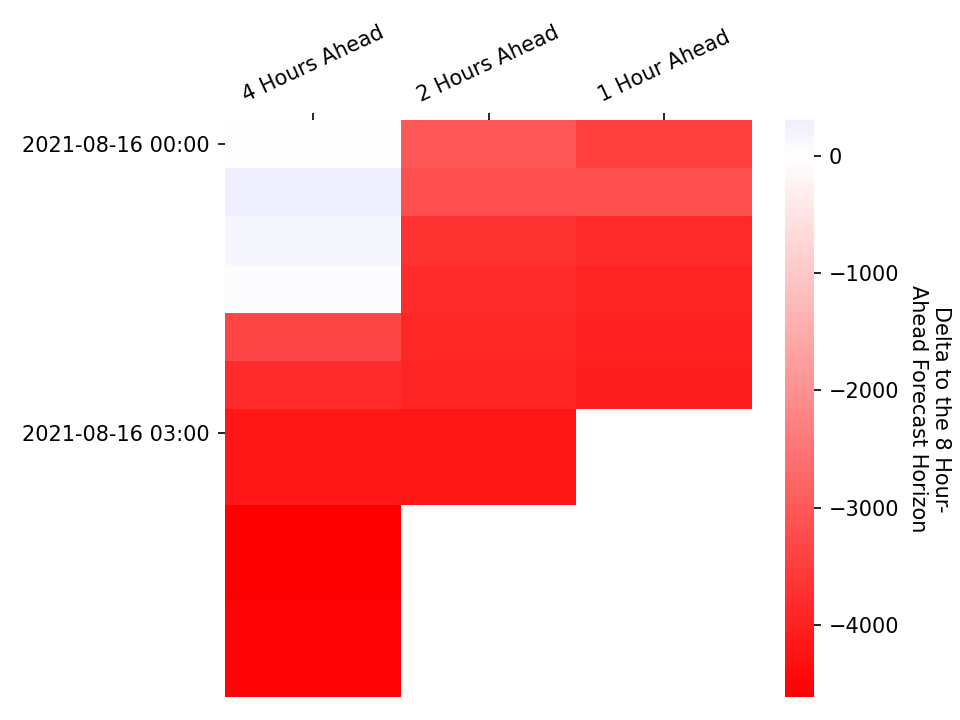 4 Hours Ahead
2 Hours Ahead
1 Hour Ahead
2021-08-16 00:00
2021-08-16 03:00
0
−1000
−2000
−3000
−4000
Delta to the 8 Hour-
Ahead Forecast Horizon